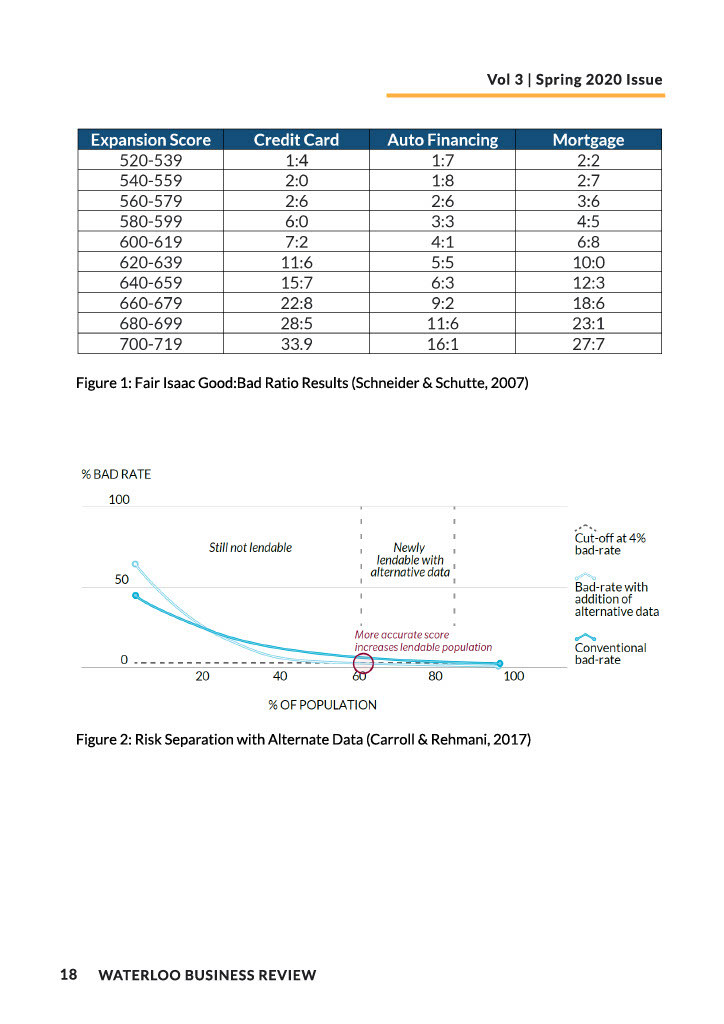 Vol 3 | Spring 2020 Issue
Expansion Score Credit Card Auto Financing Mortgage
520-539 1:4 1:7 2:2
540-559 2:0 1:8 2:7
560-579 2:6 2:6 3:6
580-599 6:0 3:3 4:5
600-619 7:2 4:1 6:8
620-639 11:6 5:5 10:0
640-659 15:7 6:3 12:3
660-679 22:8 9:2 18:6
680-699 28:5 11:6 23:1
700-719 33.9 16:1 27:7
Figure 1: Fair Isaac Good:Bad Ratio Results (Schneider & Schutte, 2007)
% BAD RATE
100
50
0
Still not lendable
Newly
lendable with
alternative data
More accurate score
increases lendable population
20 40 60 80 100
% OF POPULATION
Cut-off at 4%
bad-rate
Bad-rate with
addition of
alternative data
Conventional
bad-rate
Figure 2: Risk Separation with Alternate Data (Carroll & Rehmani, 2017)
18 WATERLOO BUSINESS REVIEW